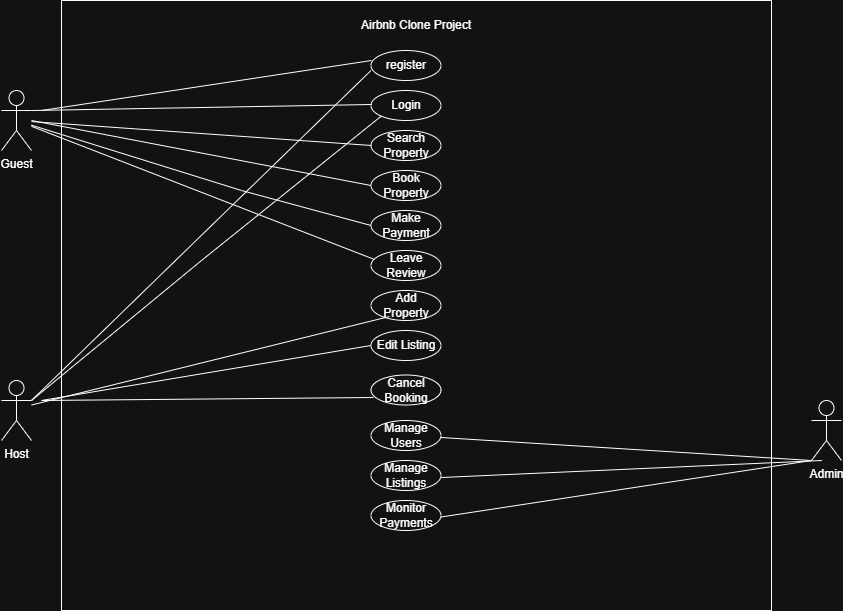 Airbnb Clone Project
register
Login
Search
Property
Book
Property
Make
Payment
Leave
Review
Add
Property
Edit Listing
Cancel
Booking
Manage
Users
Manage
Listings
Monitor
Payments
Guest
Host
Admin